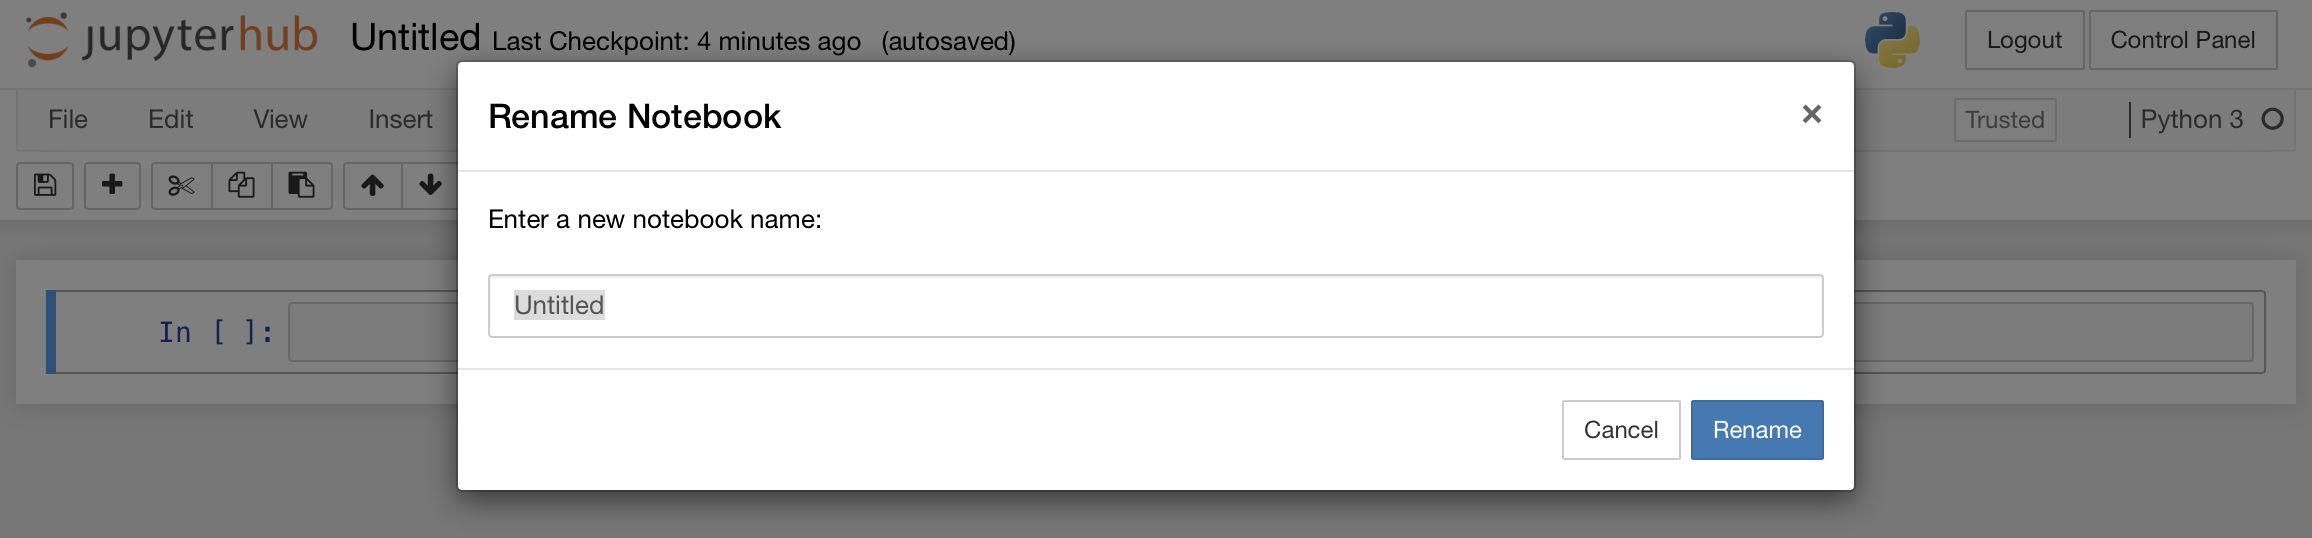 jupyterhub Untitled Last Checkpoint: 4 minutes ago (autosaved) Logout Control Panel
File Edit View Insert Trusted Python 3
Rename Notebook
Enter a new notebook name:
Untitled
In [ ]:
Cancel Rename